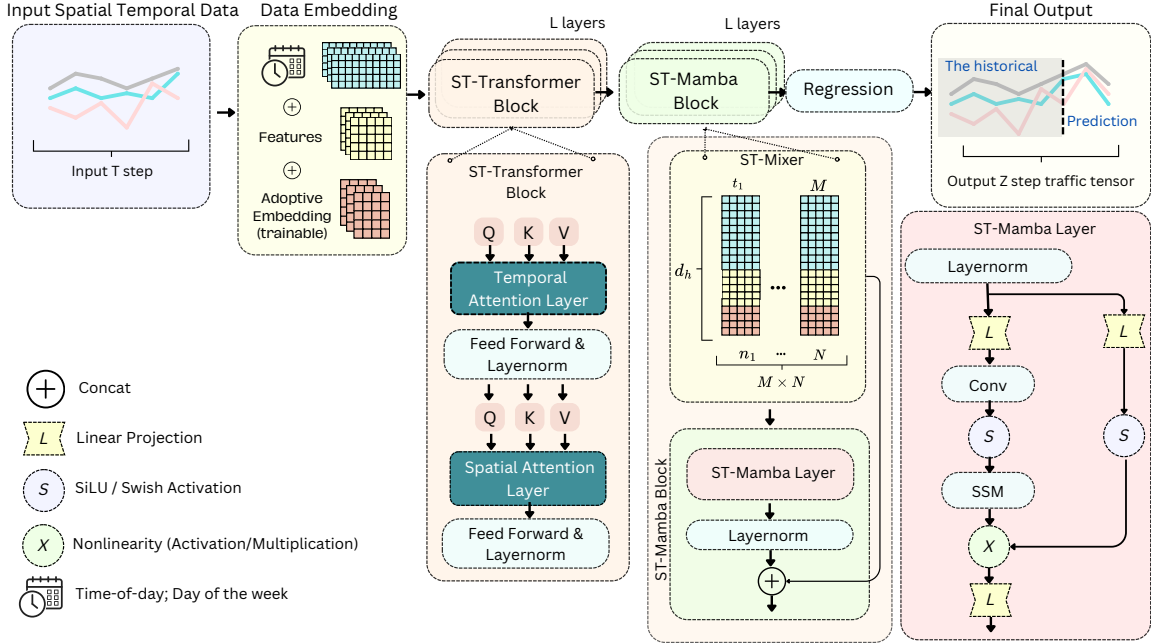 Input Spatial Temporal Data
Input T step
Data Embedding
Features
Adoptive
Embedding
(trainable)
L layers
ST-Transformer
Block
L layers
ST-Mamba
Block
Regression
Final Output
The historical
Prediction
Output Z step traffic tensor
ST-Transformer
Block
Q K V
Temporal
Attention Layer
Feed Forward &
Layernorm
Q K V
Spatial Attention
Layer
Feed Forward &
Layernorm
ST-Mixer
t₁ M
dₕ
...
n₁ ... N
M × N
ST-Mamba Block
ST-Mamba Layer
Layernorm
+
ST-Mamba Layer
Layernorm
L L
Conv
S S
SSM
X
L
+ Concat
L Linear Projection
S SiLU / Swish Activation
X Nonlinearity (Activation/Multiplication)
Time-of-day; Day of the week